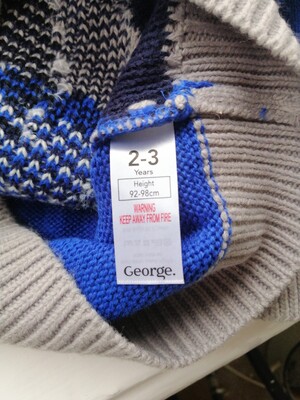 2-3
Years
Height
92-98cm
WARNING
KEEP AWAY FROM FIRE
George.